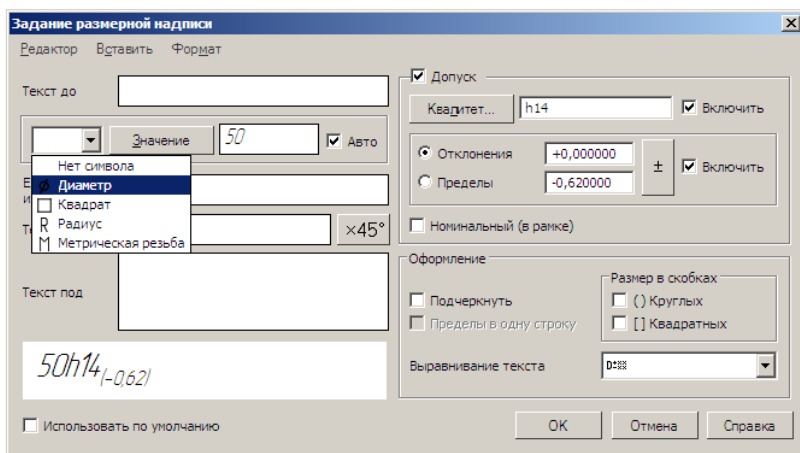 Задание размерной надписи
Редактор Вставить Формат
Текст до
Значение 50 Авто
Нет символа
Диаметр
Квадрат
R Радиус
M Метрическая резьба
×45°
Текст под
50h14(-0,62)
Использовать по умолчанию
Допуск
Квалитет... h14 Включить
Отклонения +0,000000
± Включить
Пределы -0,620000
Номинальный (в рамке)
Оформление
Размер в скобках
Подчеркнуть
( ) Круглых
Пределы в одну строку
[ ] Квадратных
Выравнивание текста
OK Отмена Справка